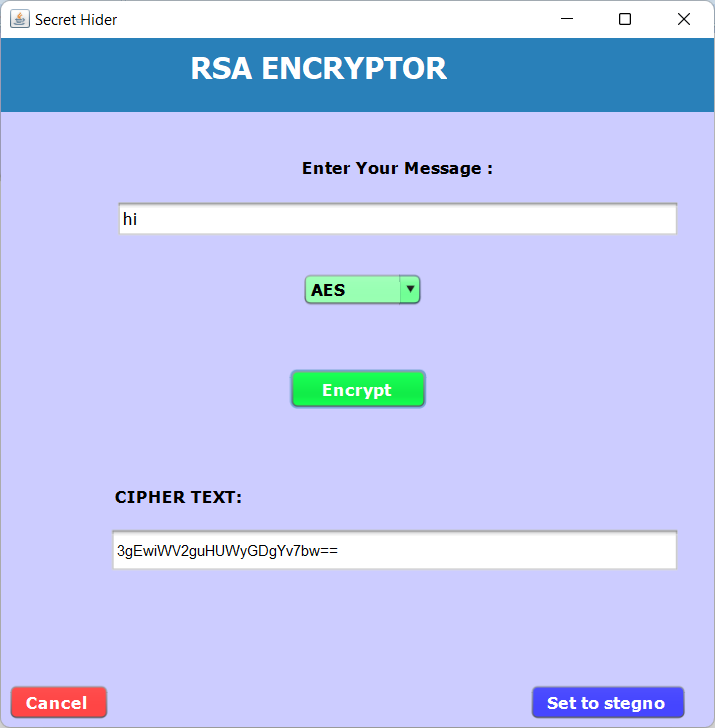 Secret Hider
RSA ENCRYPTOR
Enter Your Message :
hi
AES
Encrypt
CIPHER TEXT:
3gEwiWV2guHUWyGDgYv7bw==
Cancel
Set to stegno